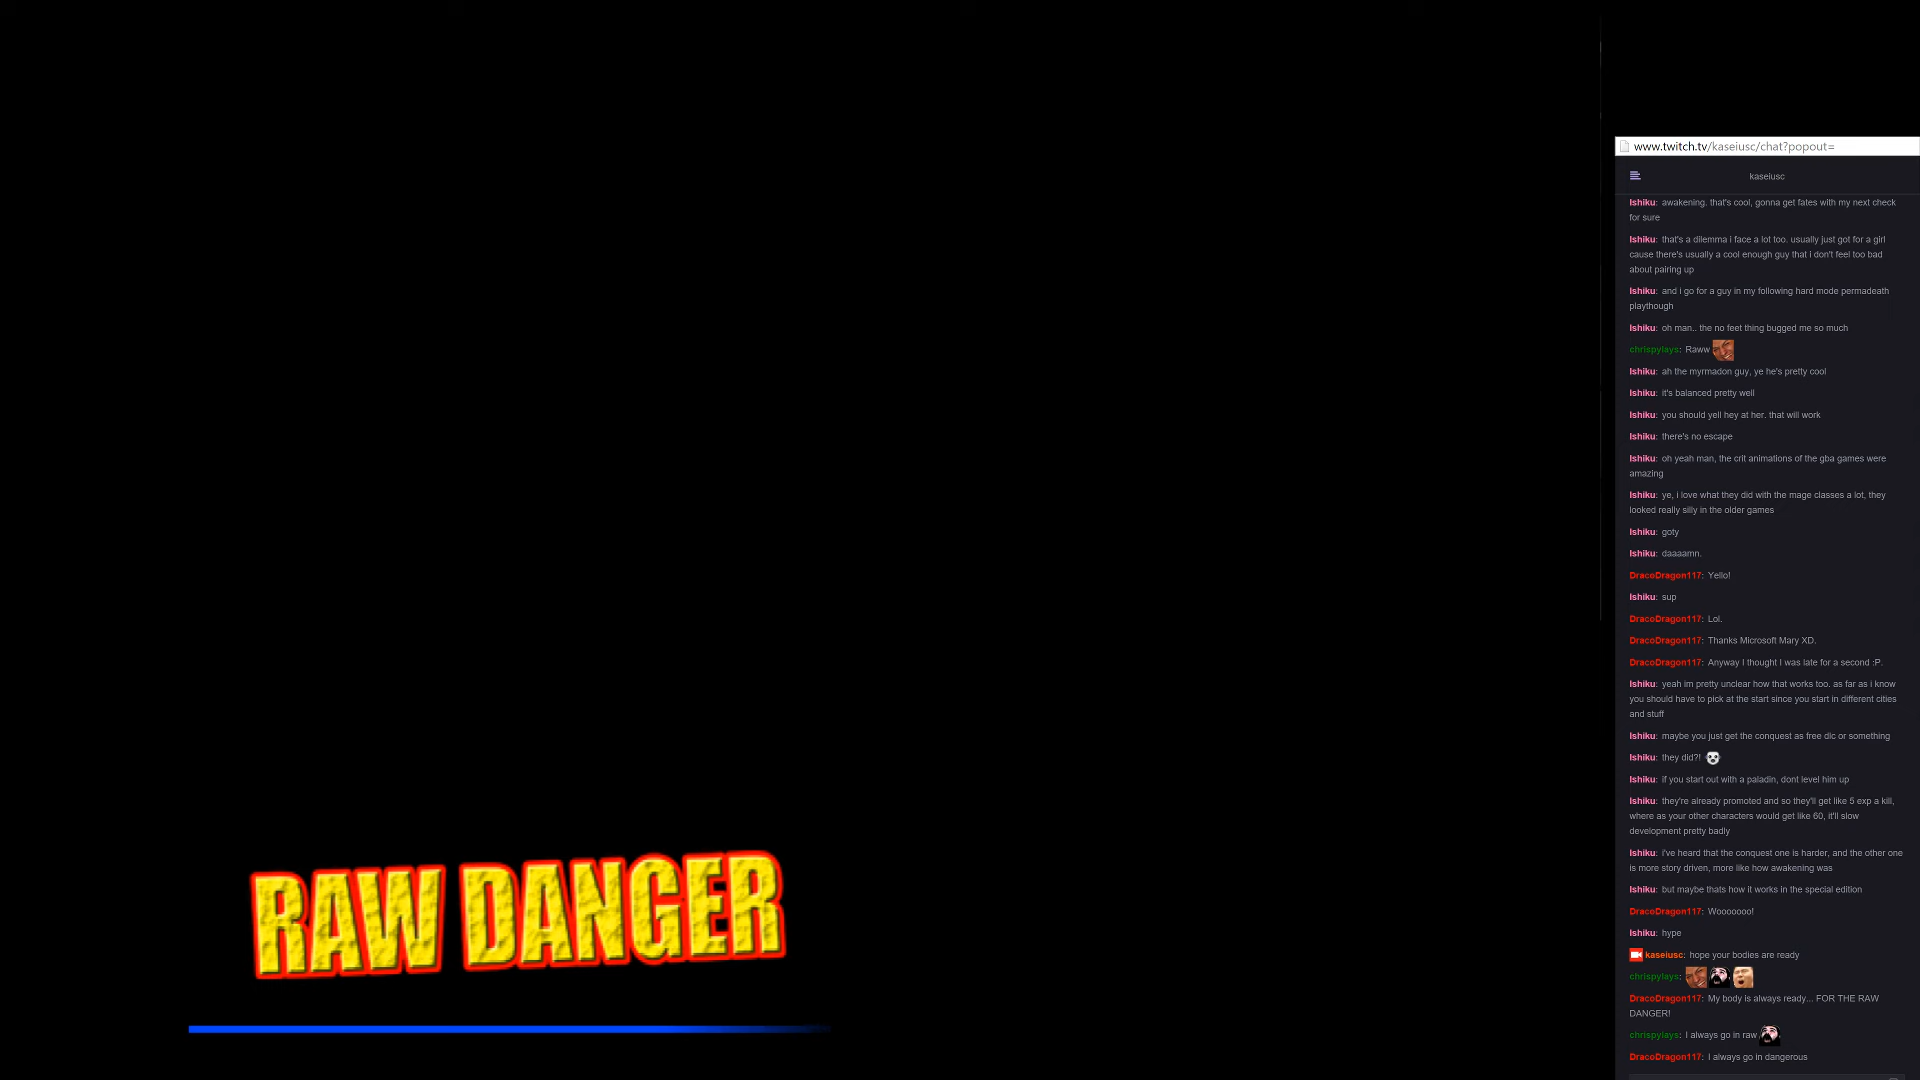 www.twitch.tv/kaseiusc/chat?popout=
kaseiusc
Ishiku: awakening. that's cool, gonna get fates with my next check
for sure
Ishiku: that's a dilemma i face a lot too. usually just got for a girl
cause there's usually a cool enough guy that i don't feel too bad
about pairing up
Ishiku: and i go for a guy in my following hard mode permadeath
playthough
Ishiku: oh man.. the no feet thing bugged me so much
chrispylays: Raww
Ishiku: ah the myrmadon guy, ye he's pretty cool
Ishiku: it's balanced pretty well
Ishiku: you should yell hey at her. that will work
Ishiku: there's no escape
Ishiku: oh yeah man, the crit animations of the gba games were
amazing
Ishiku: ye, i love what they did with the mage classes a lot, they
looked really silly in the older games
Ishiku: goty
Ishiku: daaaamn.
DracoDragon117: Yello!
Ishiku: sup
DracoDragon117: Lol.
DracoDragon117: Thanks Microsoft Mary XD.
DracoDragon117: Anyway I thought I was late for a second :P.
Ishiku: yeah im pretty unclear how that works too. as far as i know
you should have to pick at the start since you start in different cities
and stuff
Ishiku: maybe you just get the conquest as free dlc or something
Ishiku: they did?!
Ishiku: if you start out with a paladin, dont level him up
Ishiku: they're already promoted and so they'll get like 5 exp a kill,
where as your other characters would get like 60, it'll slow
development pretty badly
Ishiku: i've heard that the conquest one is harder, and the other one
is more story driven, more like how awakening was
Ishiku: but maybe thats how it works in the special edition
DracoDragon117: Wooooooo!
Ishiku: hype
kaseiusc: hope your bodies are ready
chrispylays:
DracoDragon117: My body is always ready... FOR THE RAW
DANGER!
chrispylays: I always go in raw
DracoDragon117: I always go in dangerous
RAW DANGER